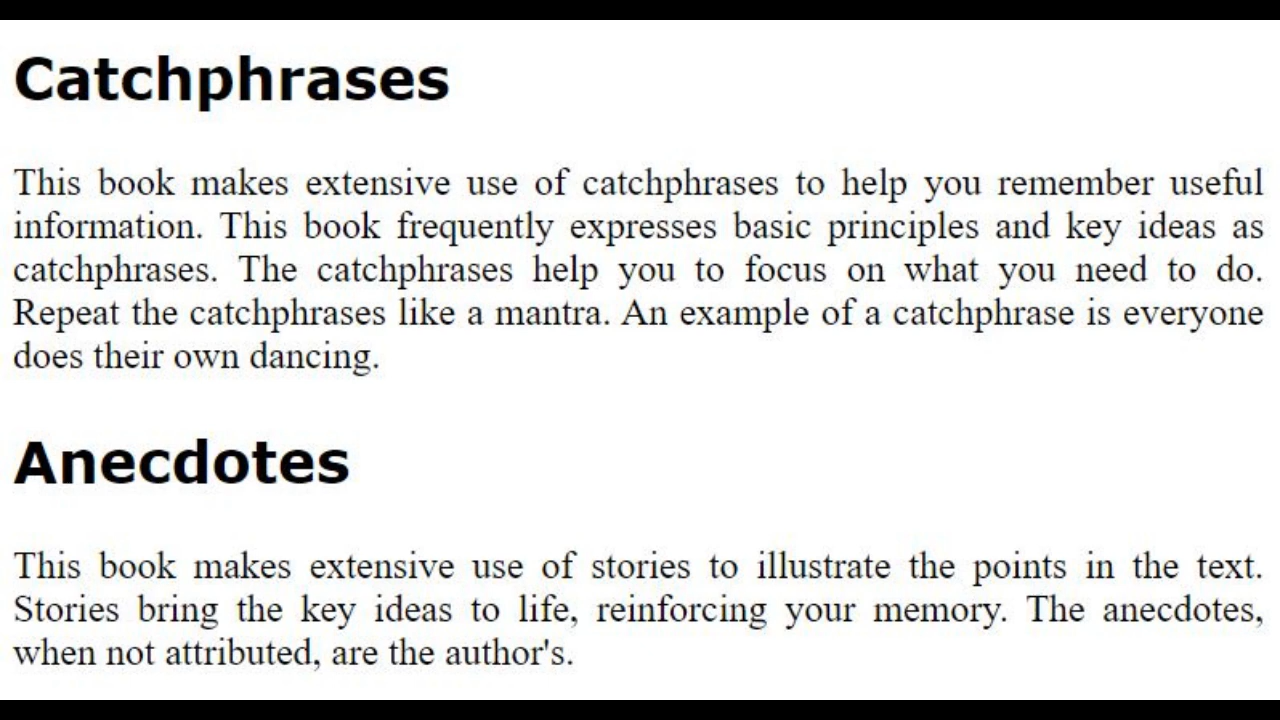 Catchphrases
This book makes extensive use of catchphrases to help you remember useful
information. This book frequently expresses basic principles and key ideas as
catchphrases. The catchphrases help you to focus on what you need to do.
Repeat the catchphrases like a mantra. An example of a catchphrase is everyone
does their own dancing.
Anecdotes
This book makes extensive use of stories to illustrate the points in the text.
Stories bring the key ideas to life, reinforcing your memory. The anecdotes,
when not attributed, are the author's.